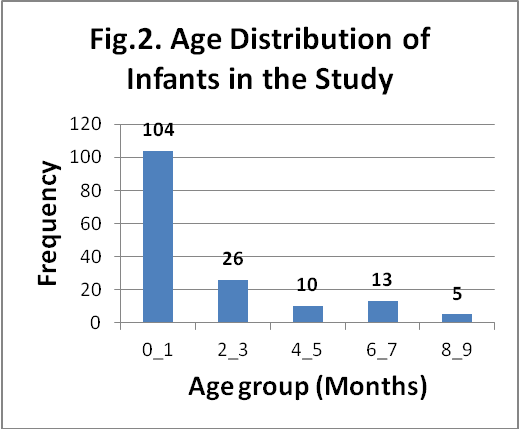 Fig.2. Age Distribution of
Infants in the Study
Frequency
120
100
80
60
40
20
0
104
26
10
13
5
0_1 2_3 4_5 6_7 8_9
Age group (Months)